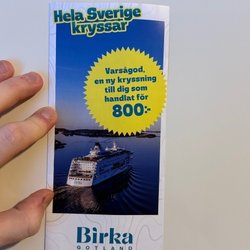 Hela Sverige
kryssar
Varsågod,
en ny kryssning
till dig som
handlat för
800:-
Birka
GOTLAND